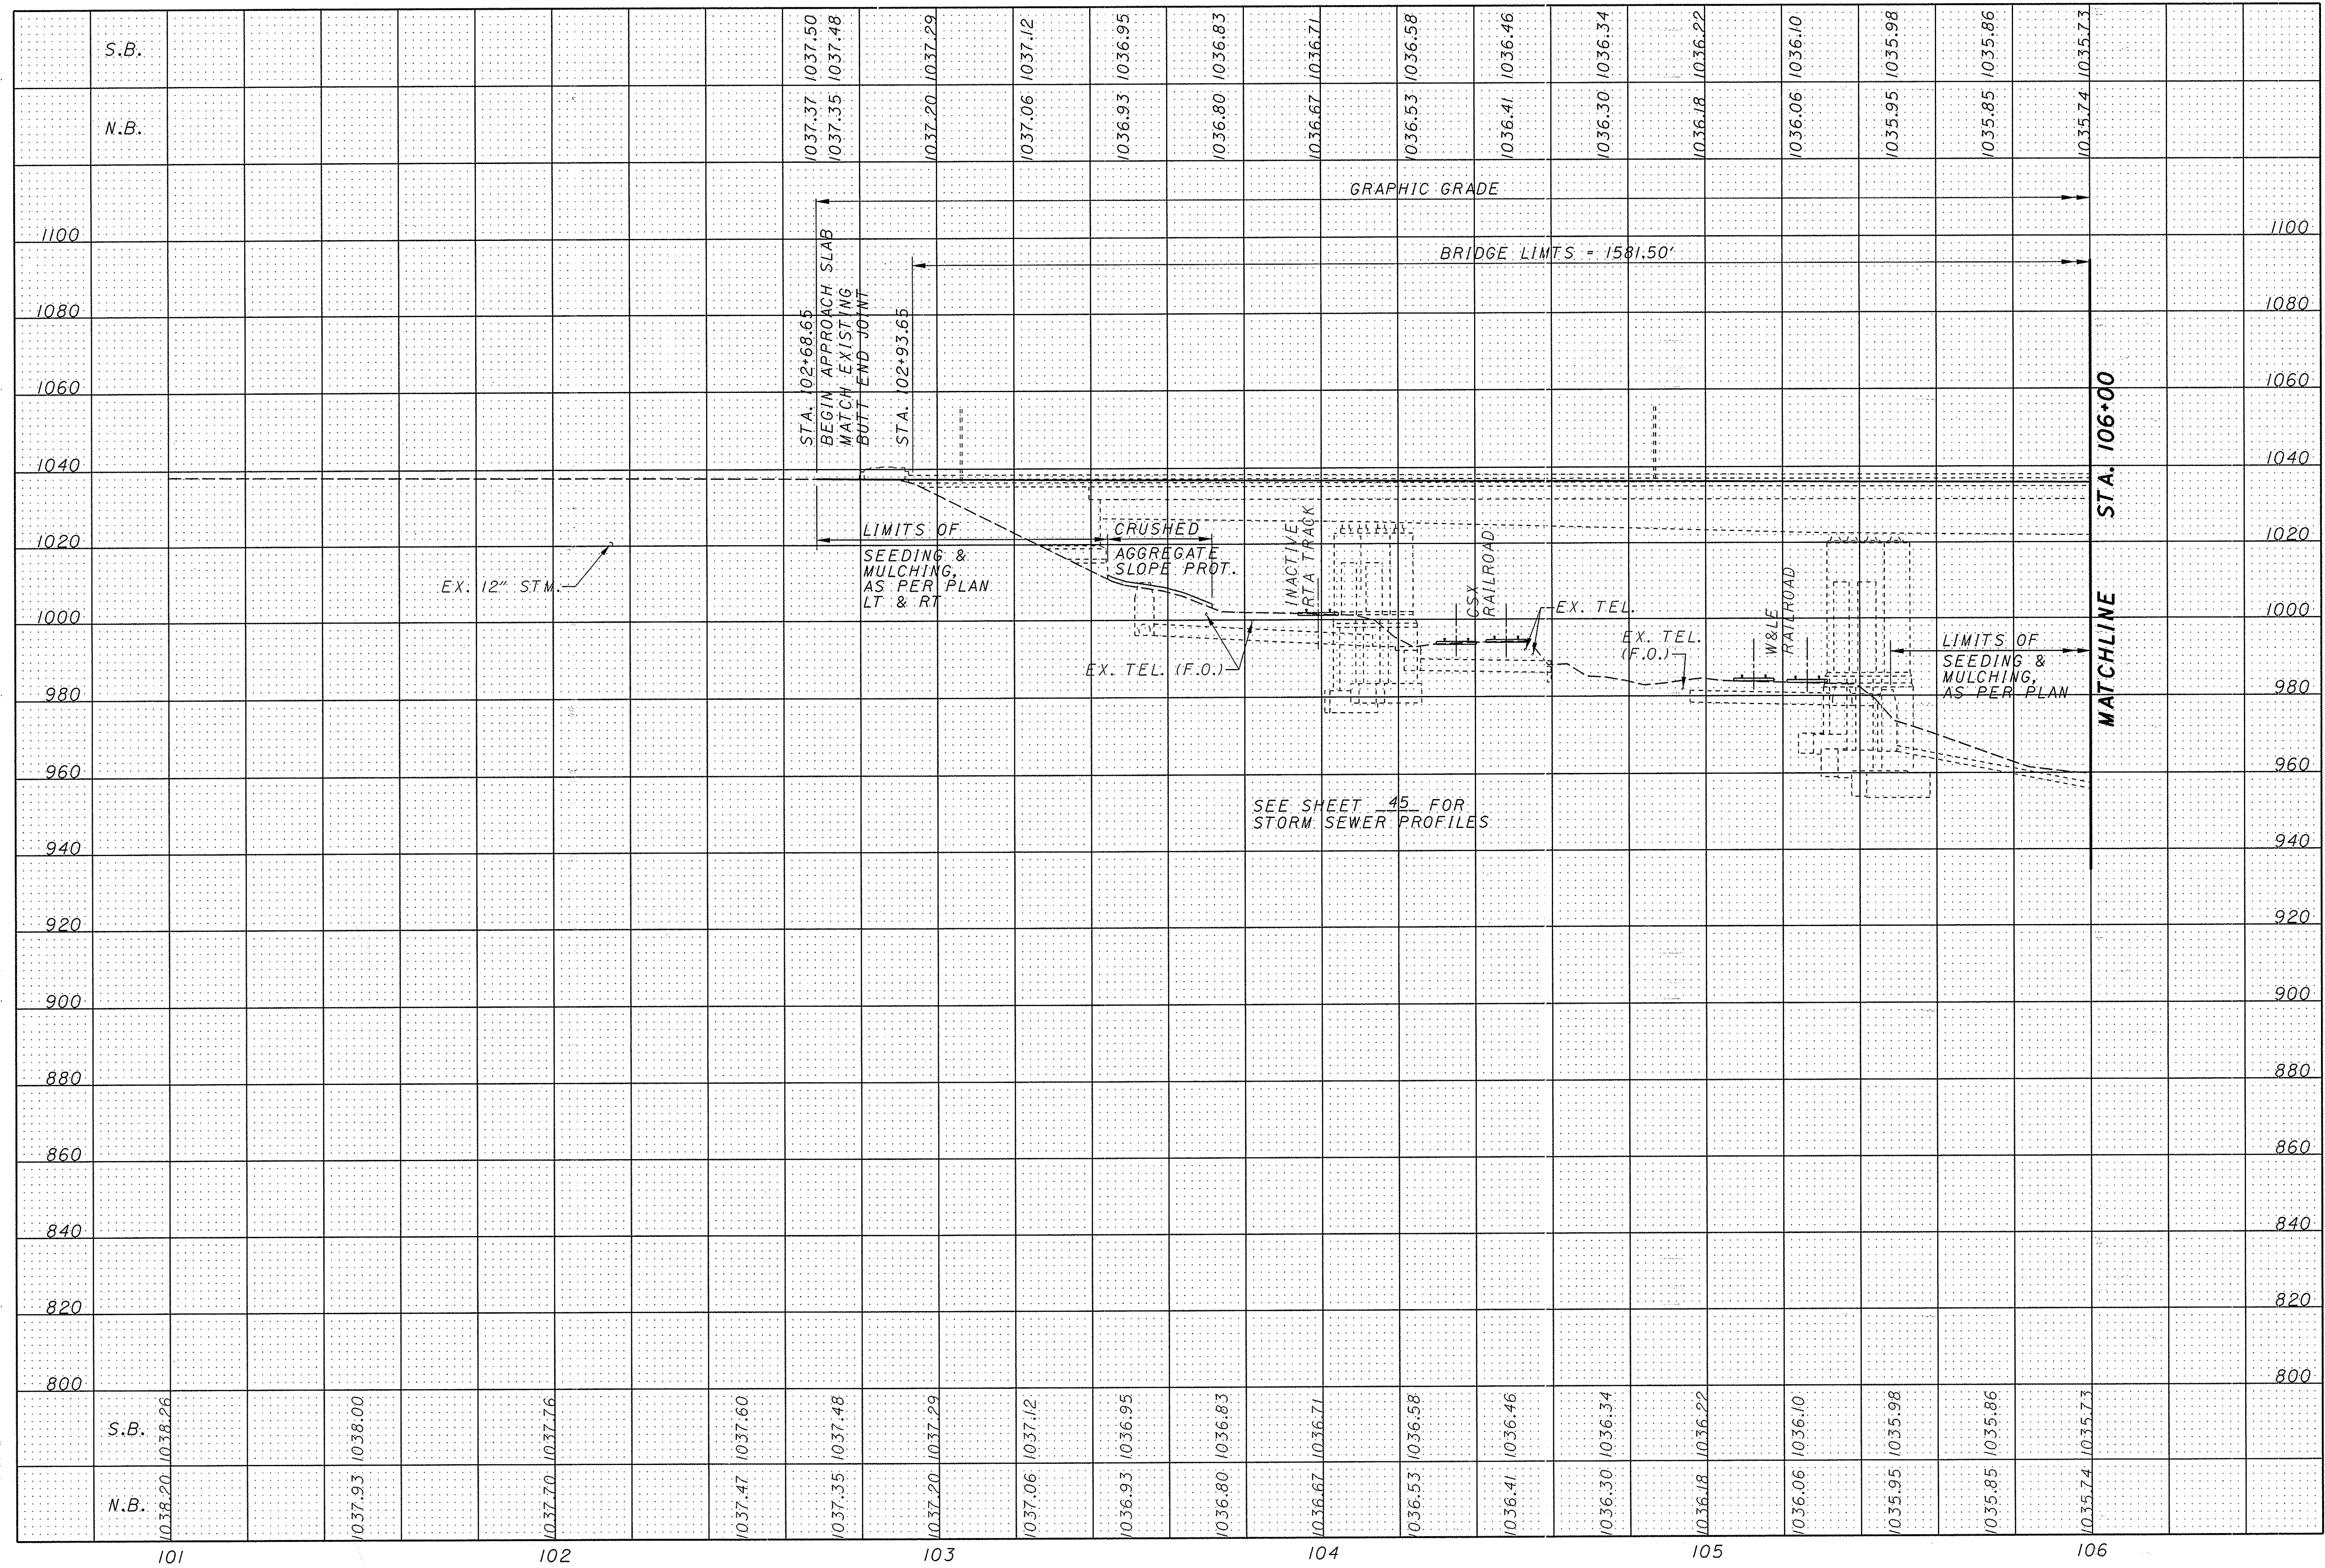 S.B. 1037.50 1037.48 1037.29 1037.12 1036.95 1036.83 1036.71 1036.58 1036.46 1036.34 1036.22 1036.10 1035.98 1035.86 1035.73
N.B. 1037.37 1037.35 1037.20 1037.06 1036.93 1036.80 1036.67 1036.53 1036.41 1036.30 1036.18 1036.06 1035.95 1035.85 1035.74
GRAPHIC GRADE
1100 1100
BRIDGE LIMTS = 1581.50'
STA. 102+68.65
BEGIN APPROACH SLAB
MATCH EXISTING
BUTT END JOINT
STA. 102+93.65
1080 1080
1060 1060
MATCHLINE STA. 106+00
1040 1040
1020 1020
LIMITS OF
SEEDING &
MULCHING,
AS PER PLAN
LT & RT
CRUSHED
AGGREGATE
SLOPE PROT.
INACTIVE
RTA TRACK
CSX
RAILROAD
EX. TEL.
W&LE
RAILROAD
EX. 12" STM.
1000 1000
EX. TEL. (F.O.)
EX. TEL.
(F.O.)
LIMITS OF
SEEDING &
MULCHING,
AS PER PLAN
980 980
960 960
SEE SHEET 45 FOR
STORM SEWER PROFILES
940 940
920 920
900 900
880 880
860 860
840 840
820 820
800 800
S.B. 1038.26 1038.00 1037.76 1037.60 1037.48 1037.29 1037.12 1036.95 1036.83 1036.71 1036.58 1036.46 1036.34 1036.22 1036.10 1035.98 1035.86 1035.73
N.B. 1038.20 1037.93 1037.70 1037.47 1037.35 1037.20 1037.06 1036.93 1036.80 1036.67 1036.53 1036.41 1036.30 1036.18 1036.06 1035.95 1035.85 1035.74
101 102 103 104 105 106